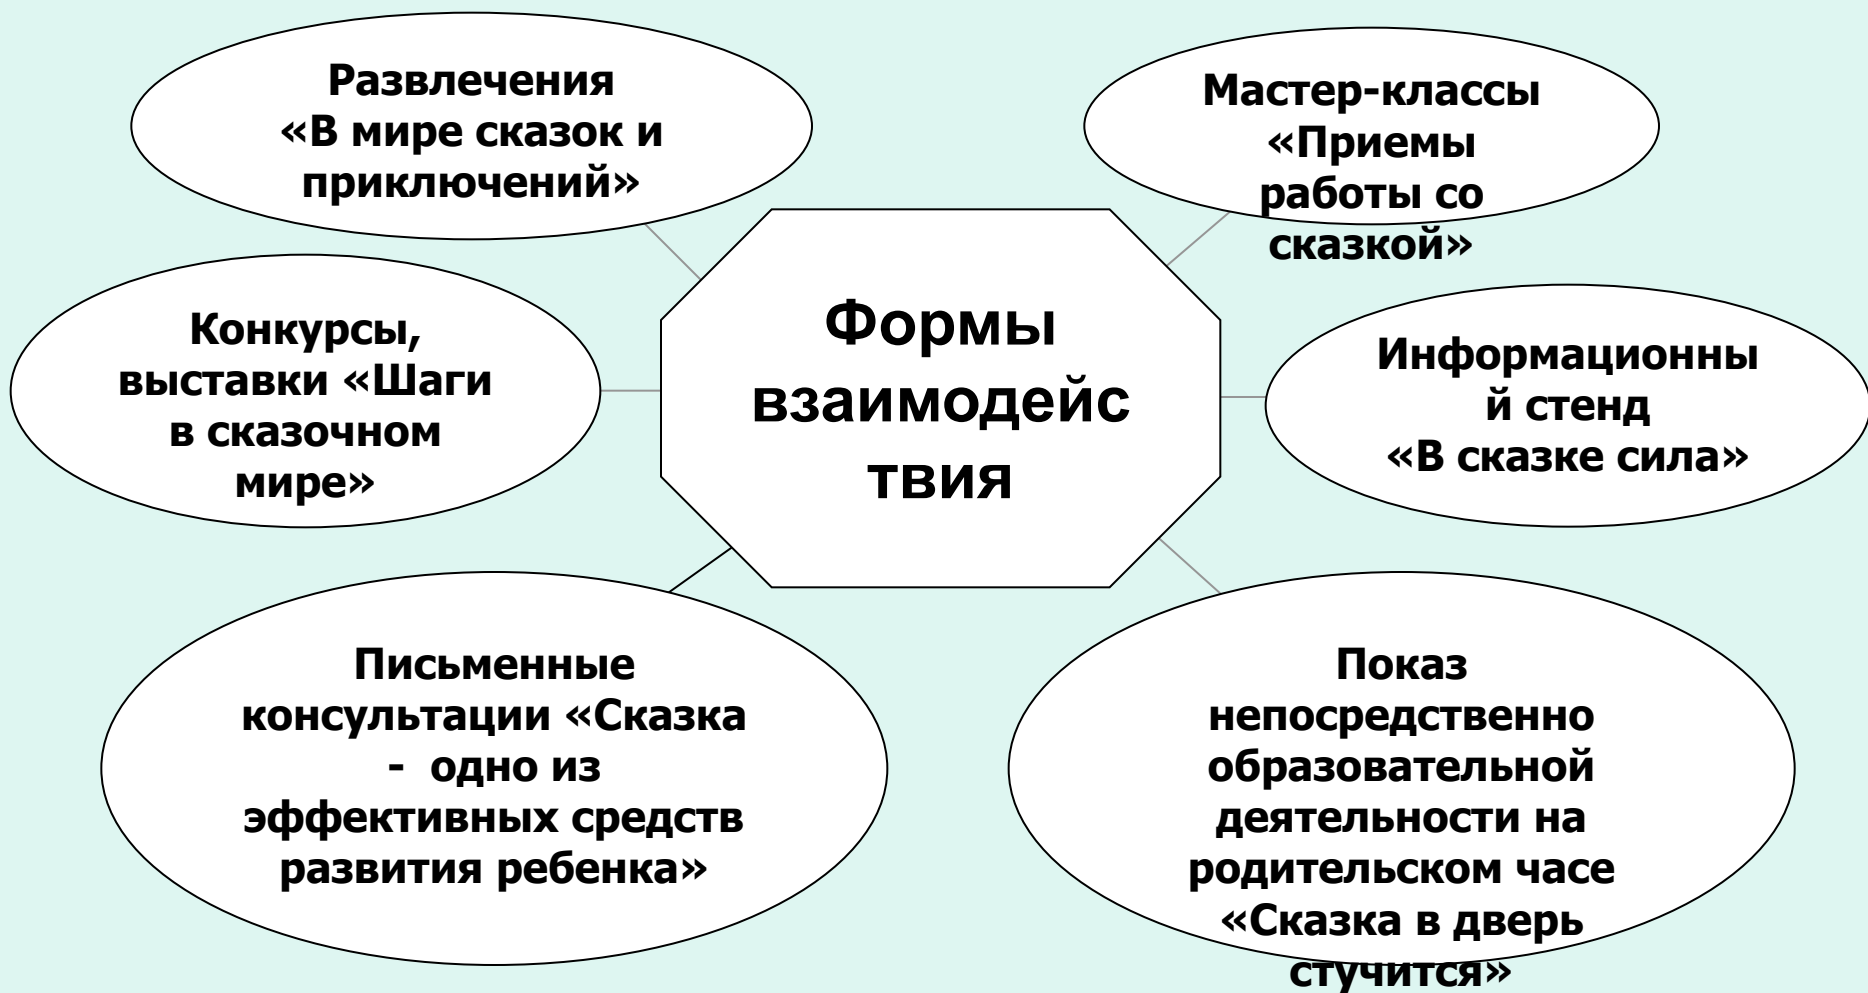 Развлечения
«В мире сказок и
приключений»
Мастер-классы
«Приемы
работы со
сказкой»
Конкурсы,
выставки «Шаги
в сказочном
мире»
Формы
взаимодейс
твия
Информационны
й стенд
«В сказке сила»
Письменные
консультации «Сказка
- одно из
эффективных средств
развития ребенка»
Показ
непосредственно
образовательной
деятельности на
родительском часе
«Сказка в дверь
стучится»